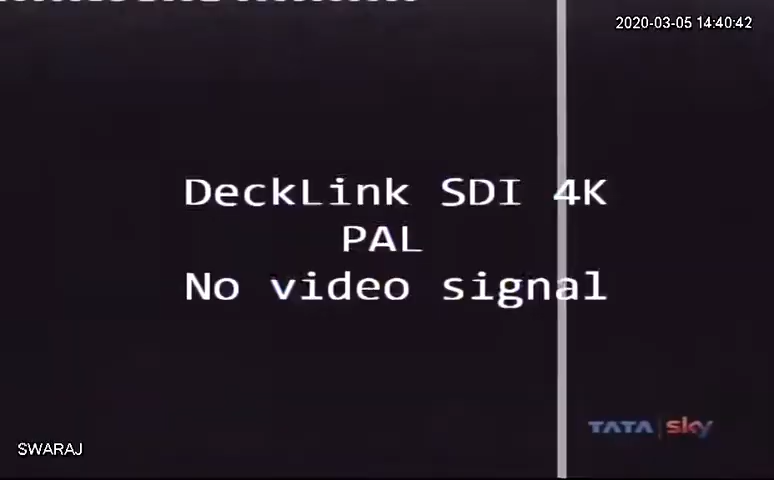 2020-03-05 14:40:42
DeckLink SDI 4K
PAL
No video signal
TATA sky
SWARAJ